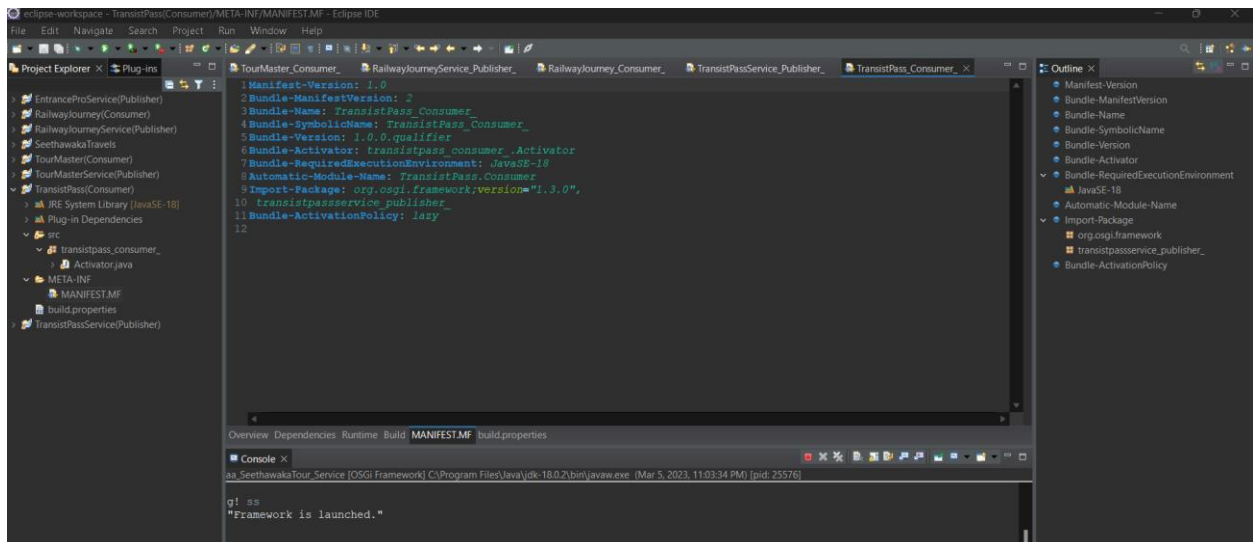 eclipse-workspace - TransistPass(Consumer)/META-INF/MANIFEST.MF - Eclipse IDE
File Edit Navigate Search Project Run Window Help
Project Explorer Plug-ins
EntranceProService(Publisher)
RailwayJourney(Consumer)
RailwayJourneyService(Publisher)
SeethawakaTravels
TourMaster(Consumer)
TourMasterService(Publisher)
TransistPass(Consumer)
JRE System Library [JavaSE-18]
Plug-in Dependencies
src
transistpass_consumer_
Activator.java
META-INF
MANIFEST.MF
build.properties
TransistPassService(Publisher)
TourMaster_Consumer_ RailwayJourneyService_Publisher_ RailwayJourney_Consumer_ TransistPassService_Publisher_ TransistPass_Consumer_
1 Manifest-Version: 1.0
2 Bundle-ManifestVersion: 2
3 Bundle-Name: TransistPass_Consumer_
4 Bundle-SymbolicName: TransistPass_Consumer_
5 Bundle-Version: 1.0.0.qualifier
6 Bundle-Activator: transistpass_consumer_.Activator
7 Bundle-RequiredExecutionEnvironment: JavaSE-18
8 Automatic-Module-Name: TransistPass.Consumer
9 Import-Package: org.osgi.framework;version="1.3.0",
10 transistpassservice_publisher_
11 Bundle-ActivationPolicy: lazy
12
Overview Dependencies Runtime Build MANIFEST.MF build.properties
Console
aa_SeethawakaTour_Service [OSGi Framework] C:\Program Files\Java\jdk-18.0.2\bin\javaw.exe (Mar 5, 2023, 11:03:34 PM) [pid: 25576]
g! ss
"Framework is launched."
Outline
Manifest-Version
Bundle-ManifestVersion
Bundle-Name
Bundle-SymbolicName
Bundle-Version
Bundle-Activator
Bundle-RequiredExecutionEnvironment
JavaSE-18
Automatic-Module-Name
Import-Package
org.osgi.framework
transistpassservice_publisher_
Bundle-ActivationPolicy